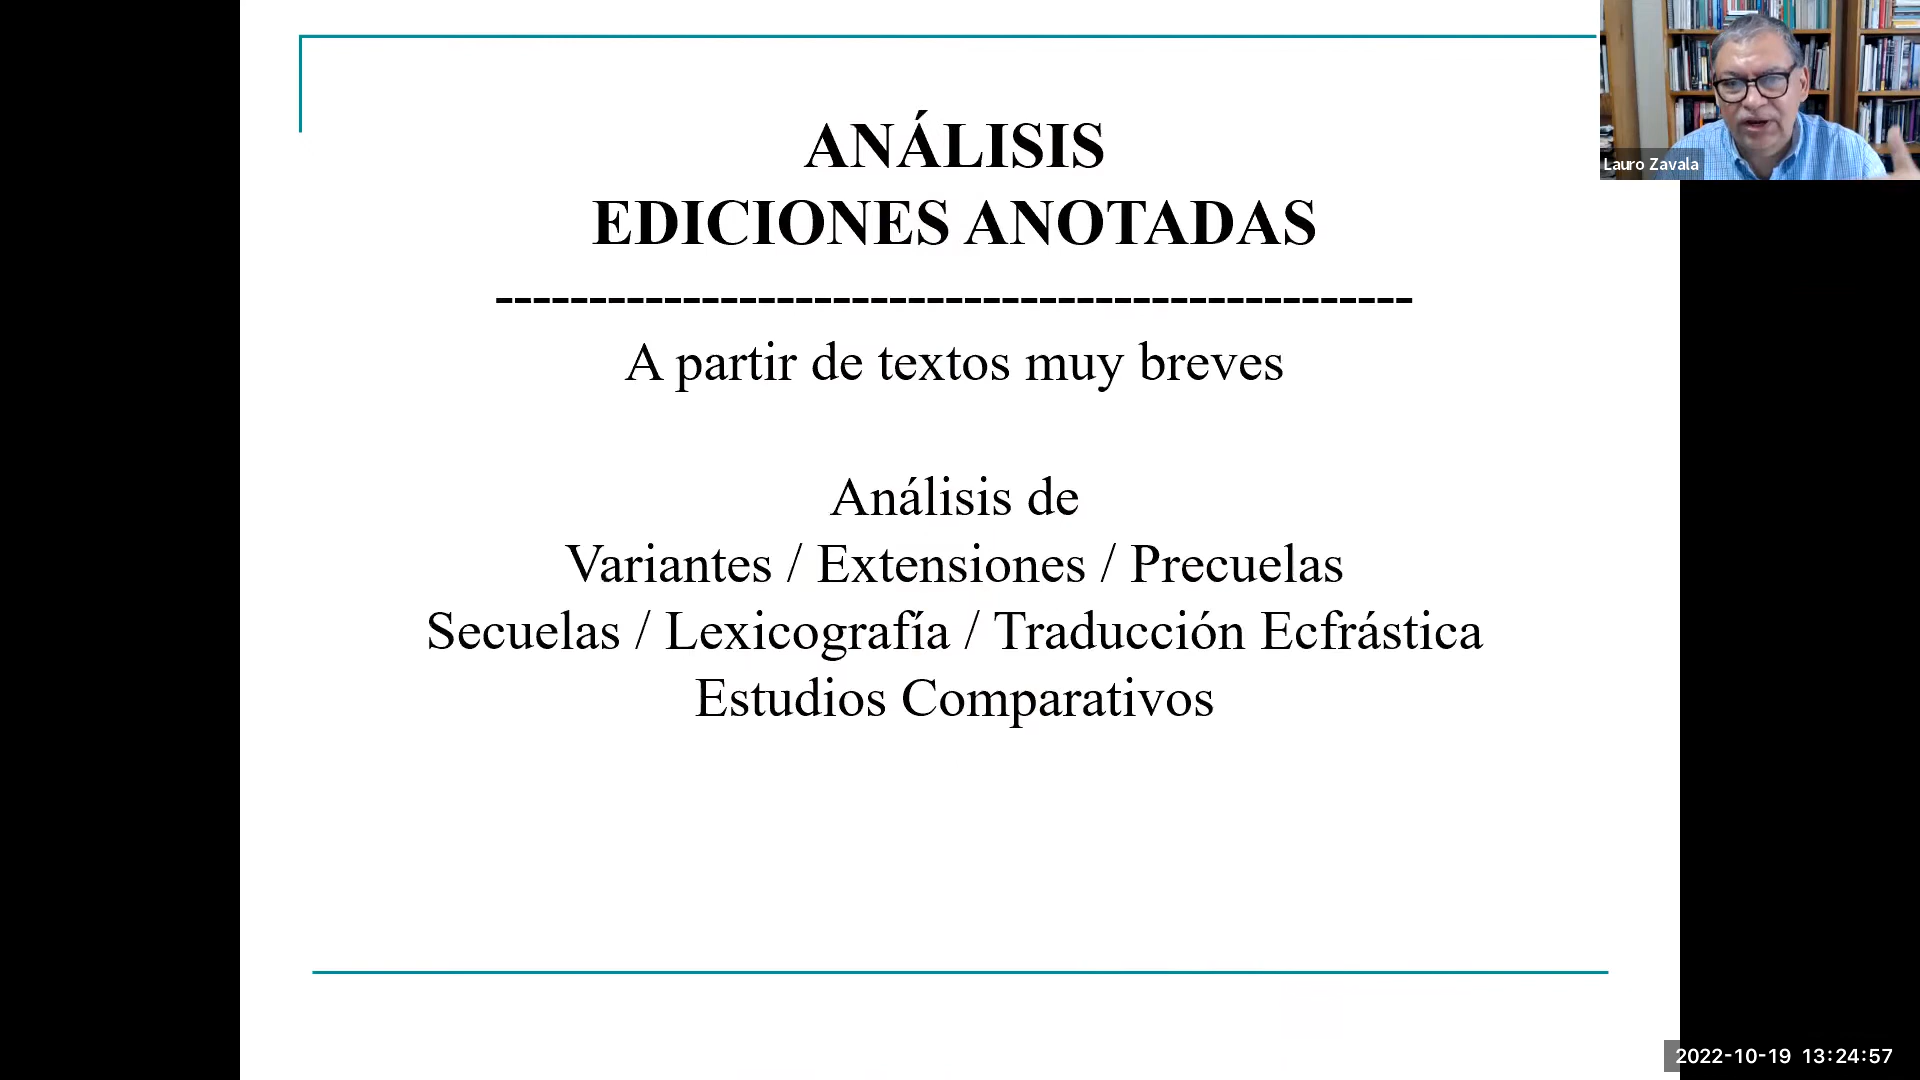 ANÁLISIS
EDICIONES ANOTADAS
-------------------------------------------------
A partir de textos muy breves
Análisis de
Variantes / Extensiones / Precuelas
Secuelas / Lexicografía / Traducción Ecfrástica
Estudios Comparativos
Lauro Zavala
2022-10-19 13:24:57